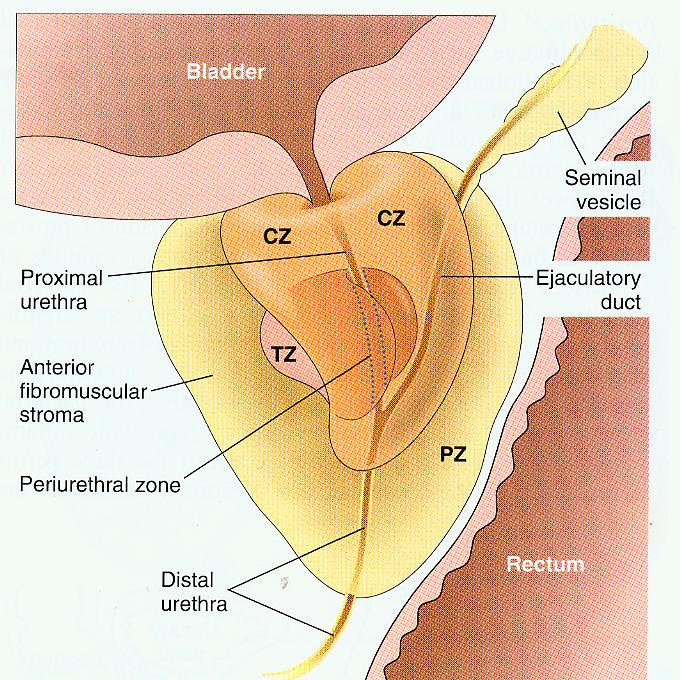 Bladder
Seminal
vesicle
CZ
CZ
Proximal
urethra
Ejaculatory
duct
TZ
Anterior
fibromuscular
stroma
PZ
Periurethral zone
Rectum
Distal
urethra